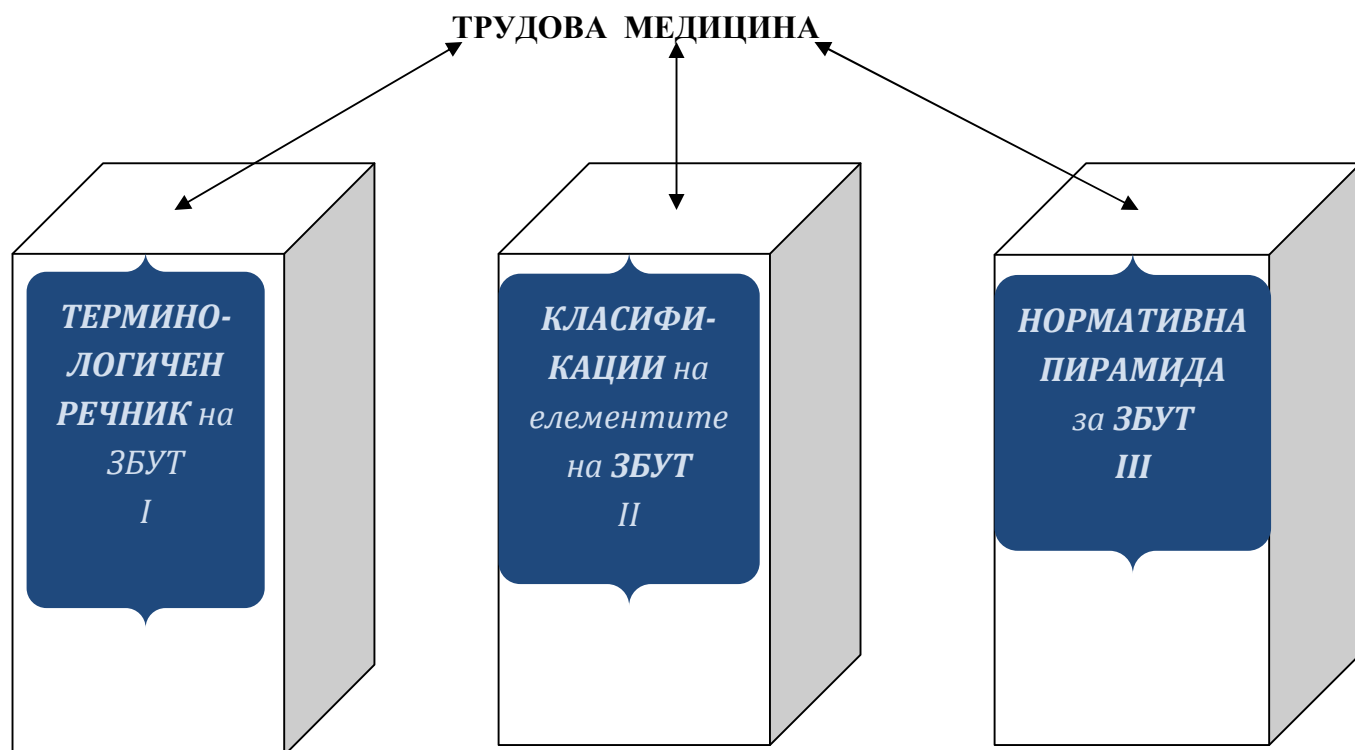 ТРУДОВА МЕДИЦИНА
ТЕРМИНО-
ЛОГИЧЕН
РЕЧНИК на
ЗБУТ
I
КЛАСИФИ-
КАЦИИ на
елементите
на ЗБУТ
II
НОРМАТИВНА
ПИРАМИДА
за ЗБУТ
III